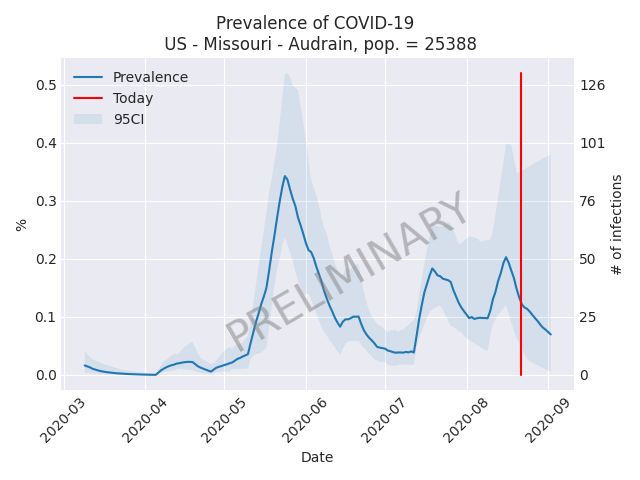 Prevalence of COVID-19
US - Missouri - Audrain, pop. = 25388
Prevalence
Today
95CI
PRELIMINARY
0.5
0.4
0.3
0.2
0.1
0.0
%
126
101
76
50
25
0
# of infections
2020-03
2020-04
2020-05
2020-06
2020-07
2020-08
2020-09
Date